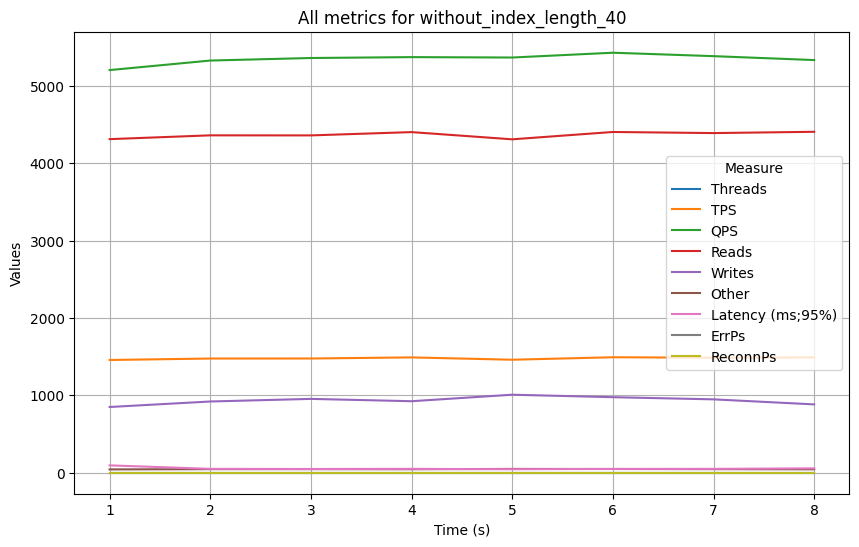 All metrics for without_index_length_40
Values
5000
4000
3000
2000
1000
0
Measure
Threads
TPS
QPS
Reads
Writes
Other
Latency (ms;95%)
ErrPs
ReconnPs
1 2 3 4 5 6 7 8
Time (s)